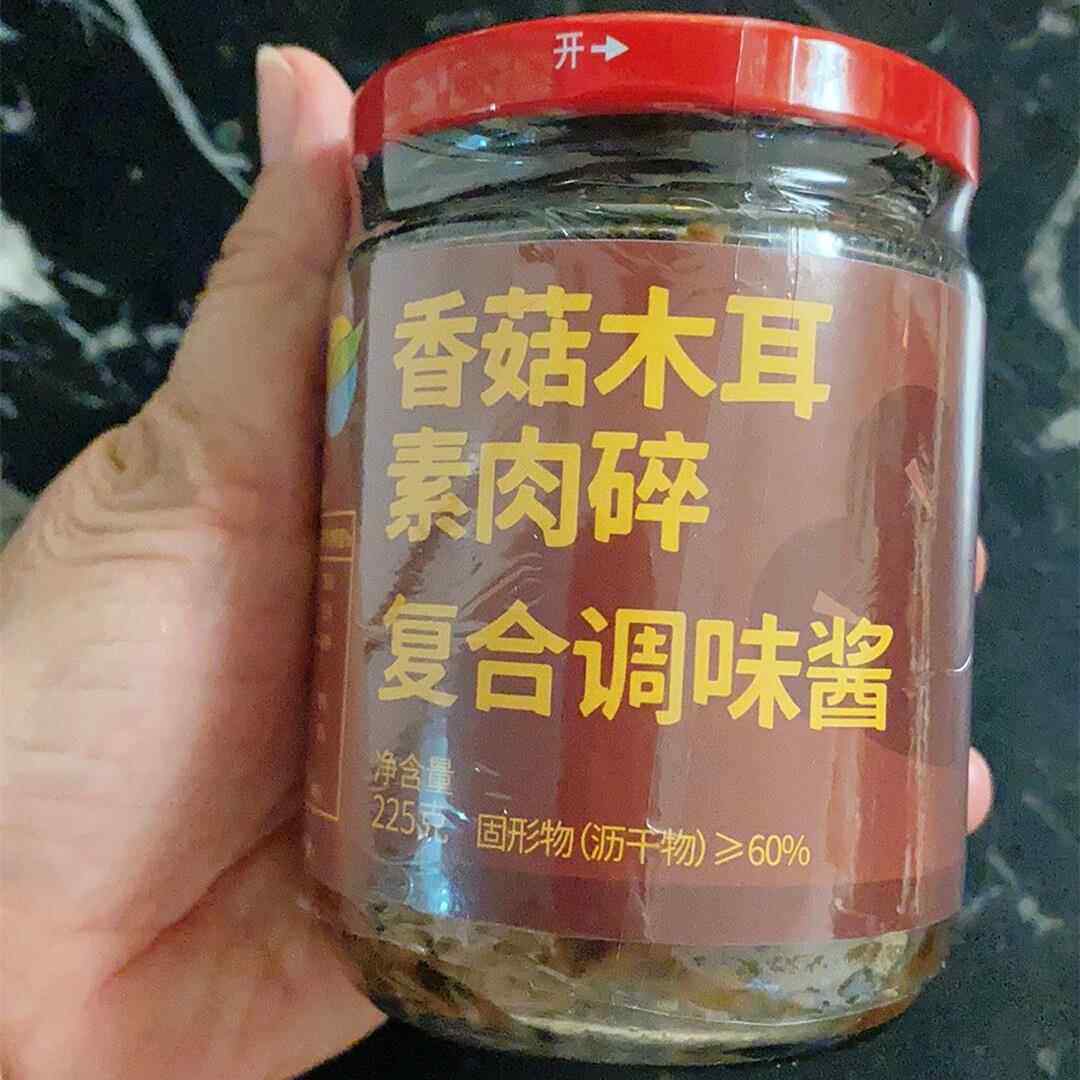 开→
香菇木耳
素肉碎
复合调味酱
净含量
225克
固形物(沥干物)≥60%